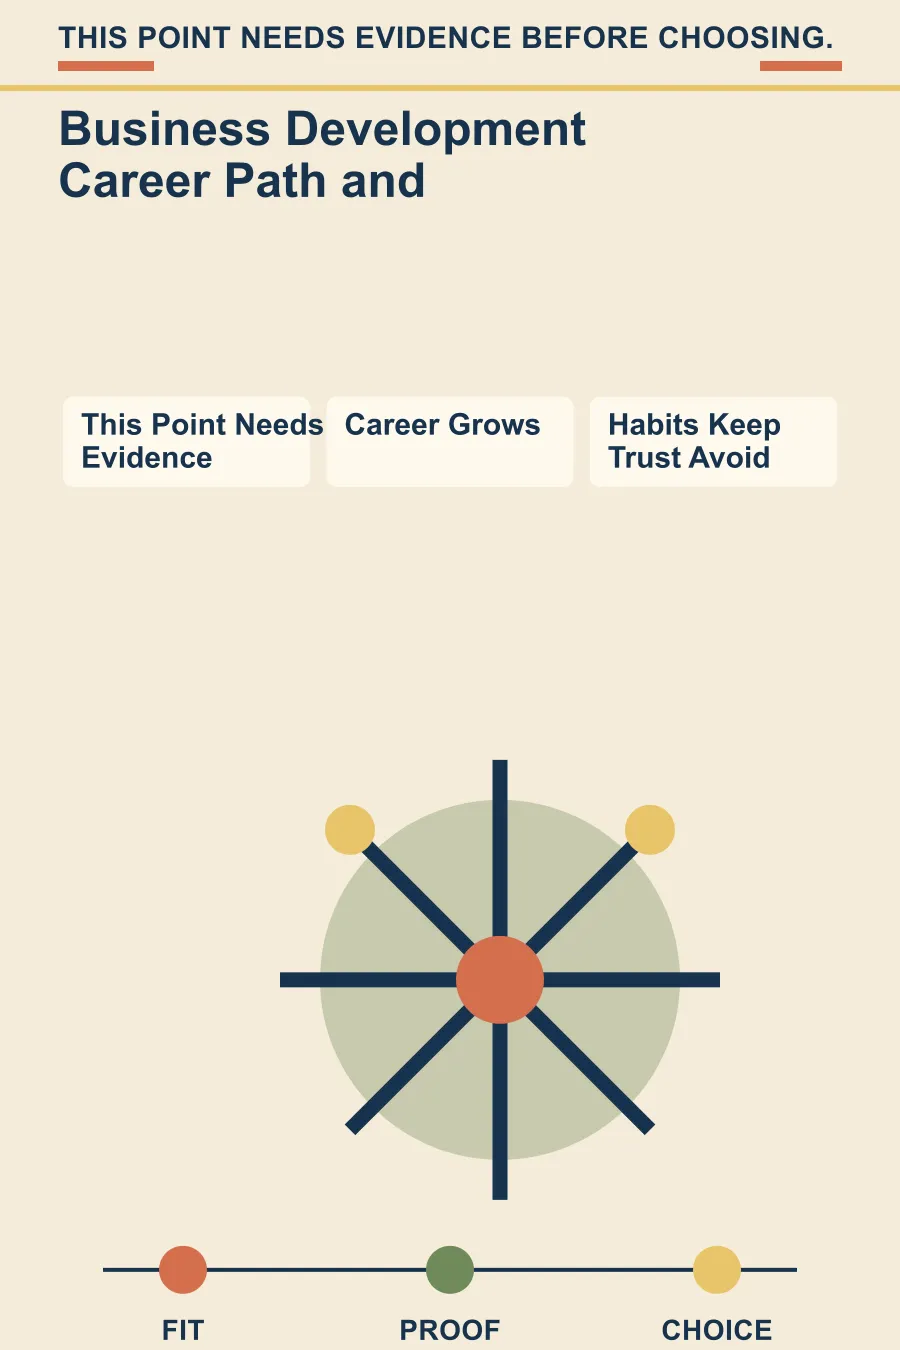 THIS POINT NEEDS EVIDENCE BEFORE CHOOSING.
Business Development
Career Path and
This Point Needs
Evidence
Career Grows
Habits Keep
Trust Avoid
FIT
PROOF
CHOICE